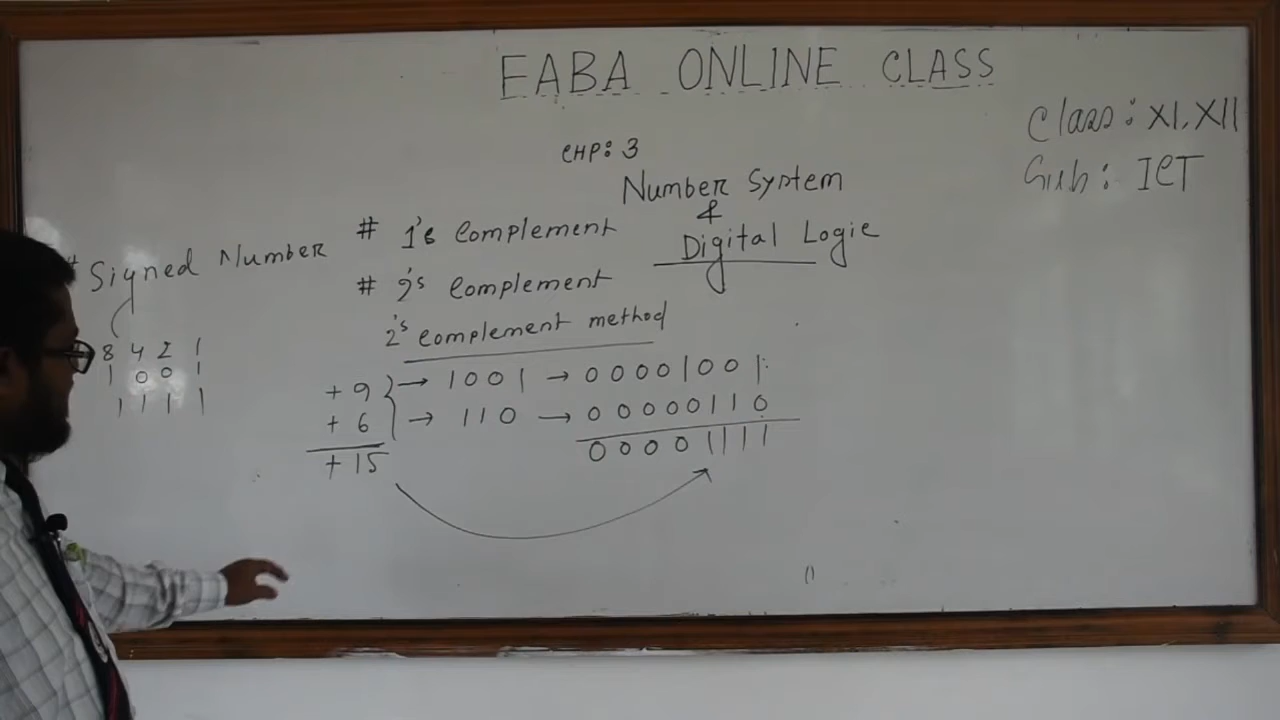 EABA ONLINE CLASS
Class: XI, XII
Sub: ICT
CHP: 3
Number System
&
Digital Logic
# Signed Number
# 1's Complement
# 2's Complement
2's Complement method
8 4 2 1
1 0 0 1
1 1 1 1
+ 9 → 1001 → 00001001
+ 6 → 110 → 00000110
+ 15 00001111